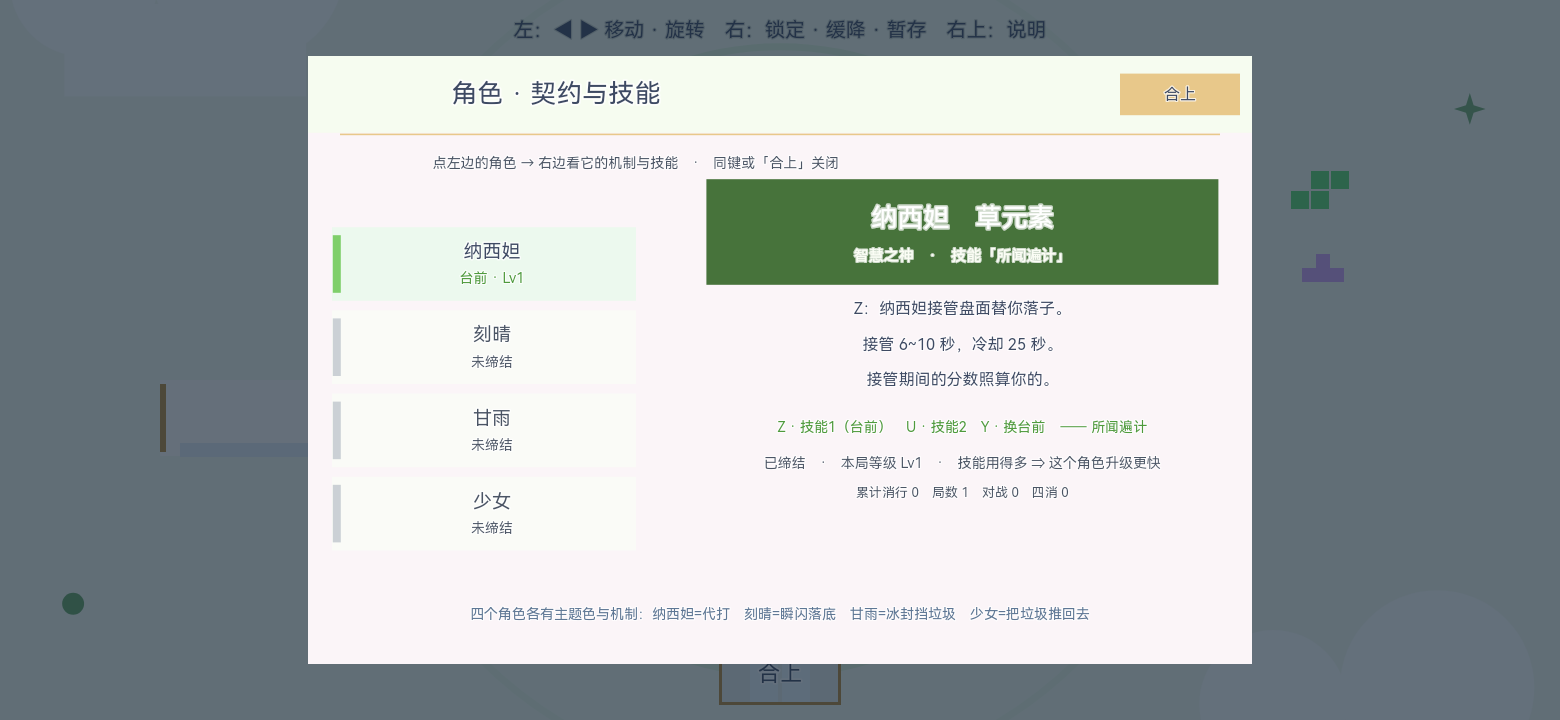 左：◀ ▶ 移动 · 旋转　右：锁定 · 缓降 · 暂存　右上：说明
角色 · 契约与技能
合上
点左边的角色 → 右边看它的机制与技能　·　同键或「合上」关闭
纳西妲
台前 · Lv1
刻晴
未缔结
甘雨
未缔结
少女
未缔结
纳西妲　草元素
智慧之神　·　技能「所闻遍计」
Z：纳西妲接管盘面替你落子。
接管 6~10 秒，冷却 25 秒。
接管期间的分数照算你的。
Z · 技能1（台前）　U · 技能2　Y · 换台前　—— 所闻遍计
已缔结　·　本局等级 Lv1　·　技能用得多 ⇒ 这个角色升级更快
累计消行 0　局数 1　对战 0　四消 0
四个角色各有主题色与机制：纳西妲=代打　刻晴=瞬闪落底　甘雨=冰封挡垃圾　少女=把垃圾推回去
合上